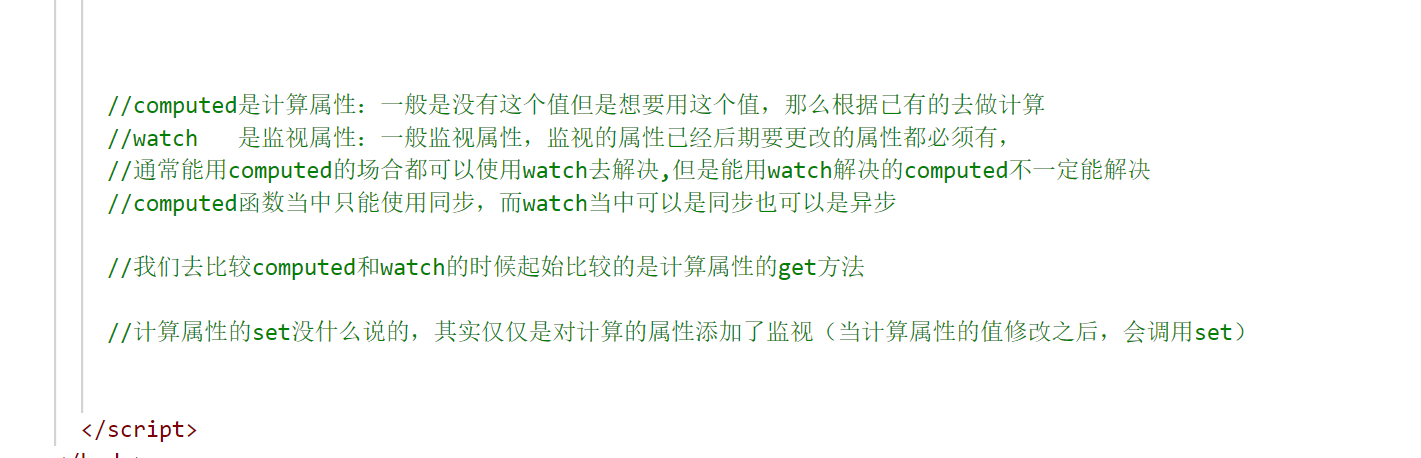 //computed是计算属性：一般是没有这个值但是想要用这个值，那么根据已有的去做计算
//watch   是监视属性：一般监视属性，监视的属性已经后期要更改的属性都必须有，
//通常能用computed的场合都可以使用watch去解决,但是能用watch解决的computed不一定能解决
//computed函数当中只能使用同步，而watch当中可以是同步也可以是异步
//我们去比较computed和watch的时候起始比较的是计算属性的get方法
//计算属性的set没什么说的，其实仅仅是对计算的属性添加了监视（当计算属性的值修改之后，会调用set）
</script>